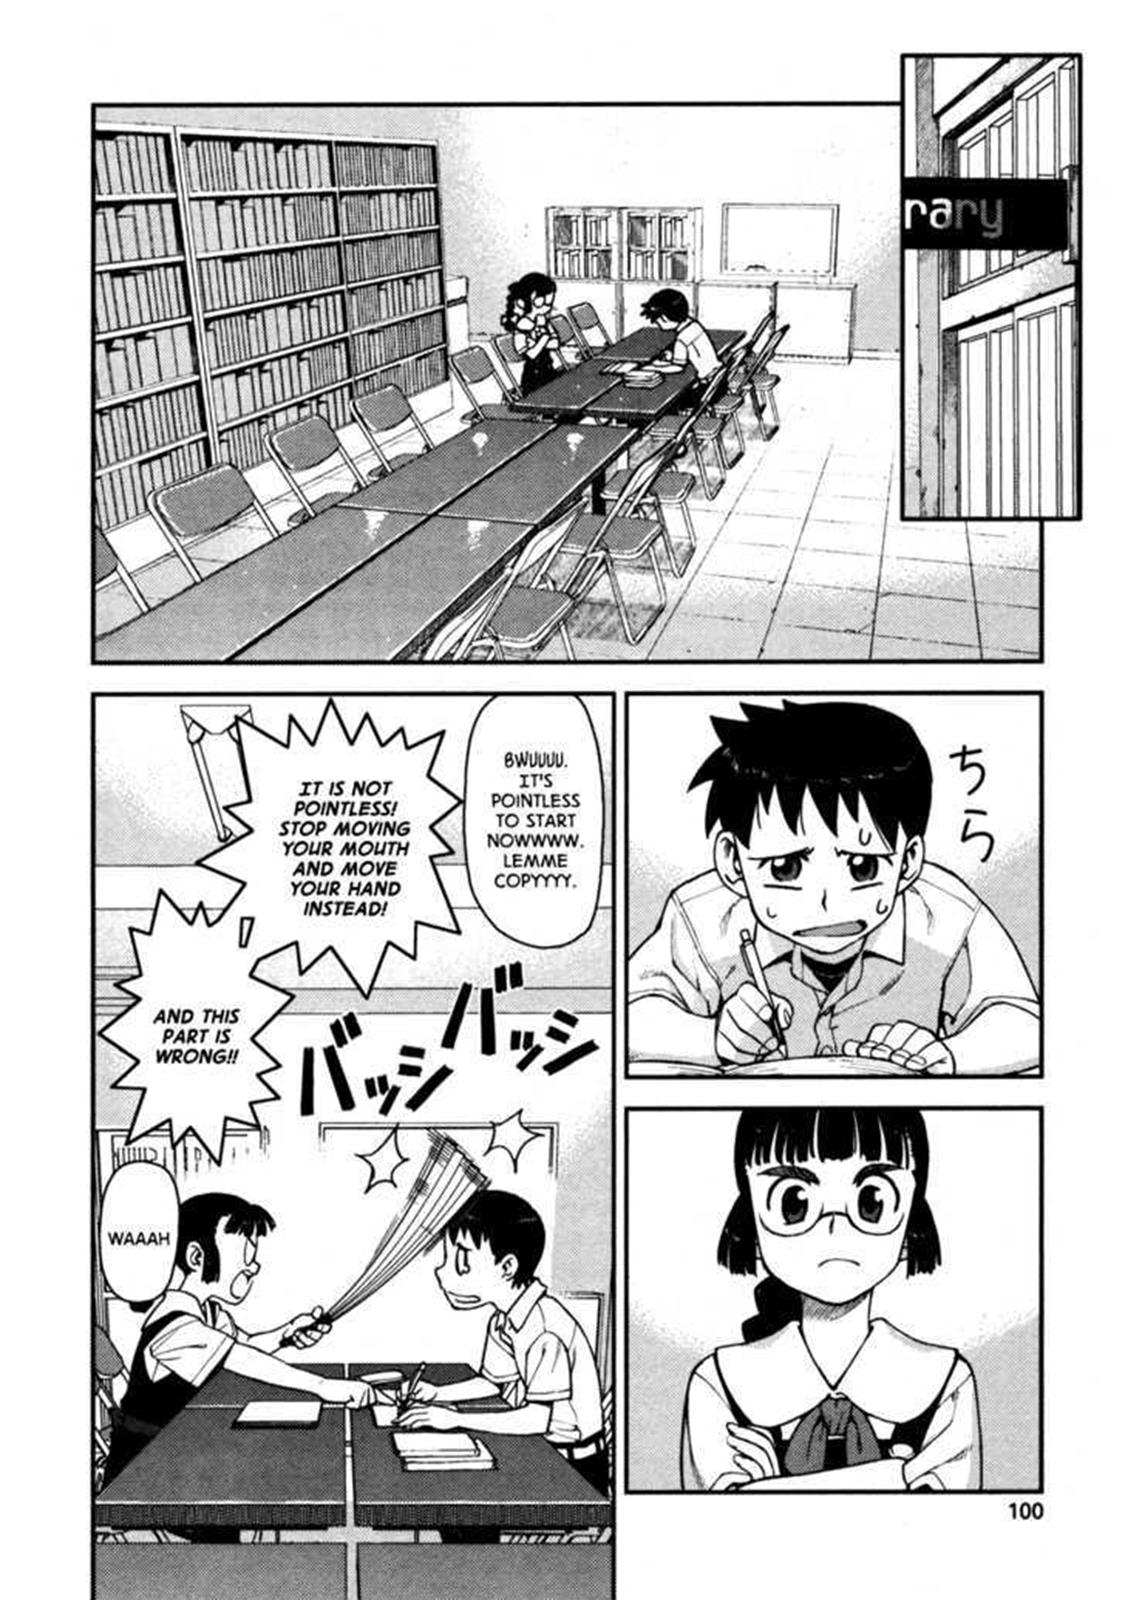 rary
ちら
BWUUUU.
IT'S
POINTLESS
TO START
NOWWWW.
LEMME
COPYYYY.
IT IS NOT
POINTLESS!
STOP MOVING
YOUR MOUTH
AND MOVE
YOUR HAND
INSTEAD!
バッシ
バッシ
AND THIS
PART IS
WRONG!!
WAAAH
100